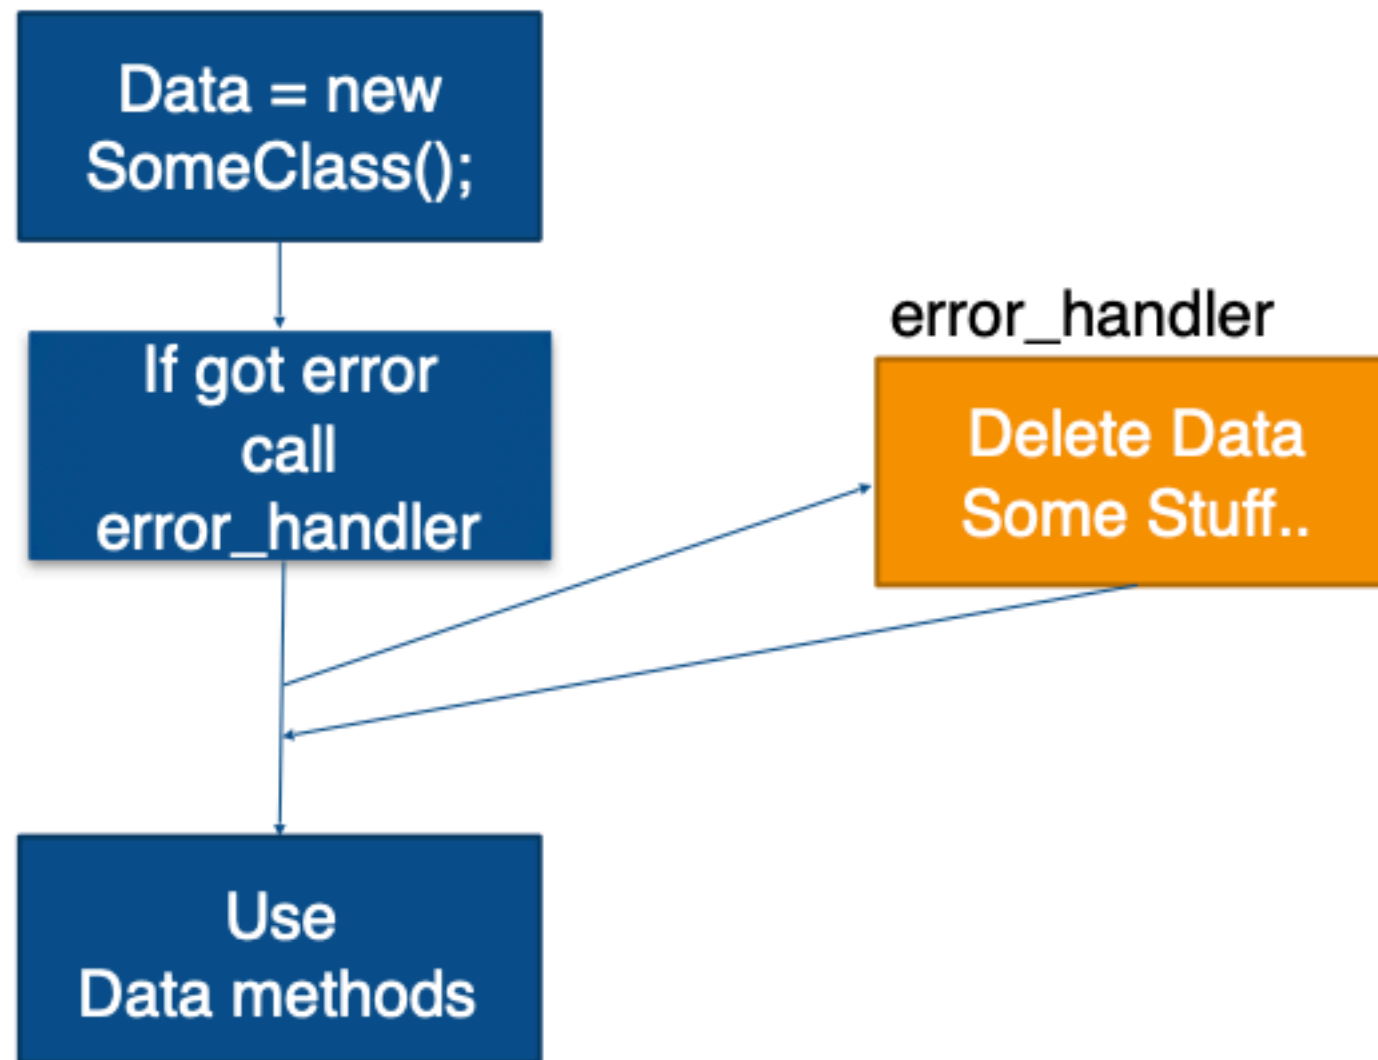 Data = new
SomeClass();
If got error
call
error_handler
error_handler
Delete Data
Some Stuff..
Use
Data methods